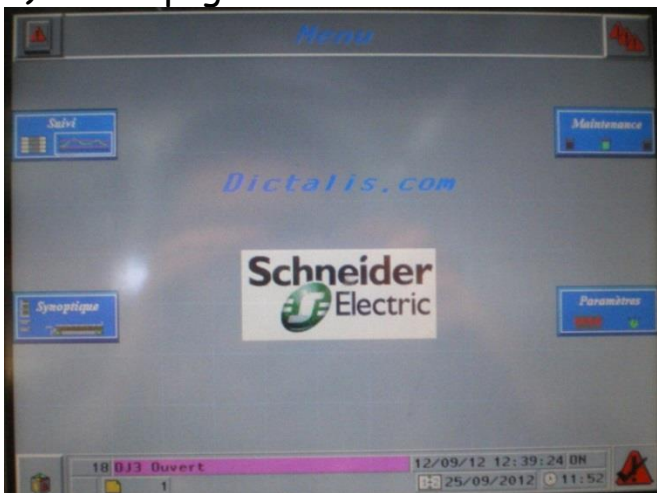 Menu
Suivi
Maintenance
Dictalis.com
Schneider
Electric
Synoptique
Paramètres
18 DJ3 Ouvert
12/09/12 12:39:24 ON
1
25/09/2012 11:52